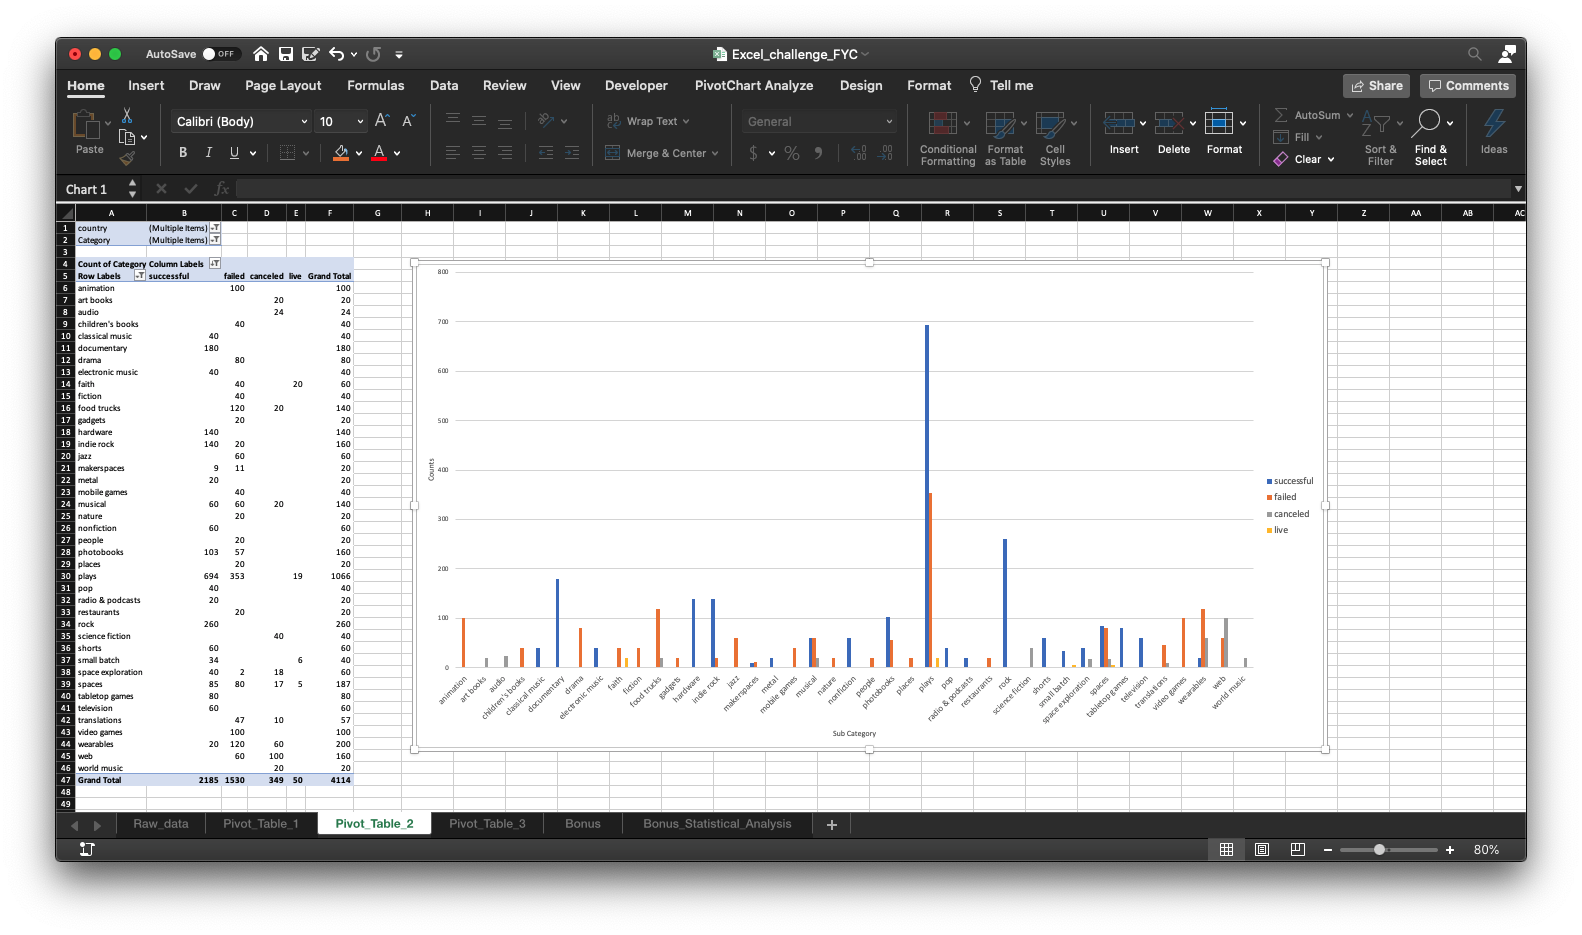 AutoSave OFF Excel_challenge_FYC
Home Insert Draw Page Layout Formulas Data Review View Developer PivotChart Analyze Design Format Tell me Share Comments
Paste Calibri (Body) 10 A A ab Wrap Text General Conditional Formatting Format as Table Cell Styles Insert Delete Format AutoSum Fill Clear Sort & Filter Find & Select Ideas
B I U A Merge & Center $ %
Chart 1 fx
A B C D E F G H I J K L M N O P Q R S T U V W X Y Z AA AB AC
1 country (Multiple Items)
2 Category (Multiple Items)
3
4 Count of Category Column Labels
5 Row Labels successful failed canceled live Grand Total
6 animation 100 100
7 art books 20 20
8 audio 24 24
9 children's books 40 40
10 classical music 40 40
11 documentary 180 180
12 drama 80 80
13 electronic music 40 40
14 faith 40 20 60
15 fiction 40 40
16 food trucks 120 20 140
17 gadgets 20 20
18 hardware 140 140
19 indie rock 140 20 160
20 jazz 60 60
21 makerspaces 9 11 20
22 metal 20 20
23 mobile games 40 40
24 musical 60 60 20 140
25 nature 20 20
26 nonfiction 60 60
27 people 20 20
28 photobooks 103 57 160
29 places 20 20
30 plays 694 353 19 1066
31 pop 40 40
32 radio & podcasts 20 20
33 restaurants 20 20
34 rock 260 260
35 science fiction 40 40
36 shorts 60 60
37 small batch 34 6 40
38 space exploration 40 2 18 60
39 spaces 85 80 17 5 187
40 tabletop games 80 80
41 television 60 60
42 translations 47 10 57
43 video games 100 100
44 wearables 20 120 60 200
45 web 60 100 160
46 world music 20 20
47 Grand Total 2185 1530 349 50 4114
48
49
800
700
600
500
400
300
200
100
0
Counts
animation art books audio children's books classical music documentary drama electronic music faith fiction food trucks gadgets hardware indie rock jazz makerspaces metal mobile games musical nature nonfiction people photobooks places plays pop radio & podcasts restaurants rock science fiction shorts small batch space exploration spaces tabletop games television translations video games wearables web world music
Sub Category
successful
failed
canceled
live
Raw_data Pivot_Table_1 Pivot_Table_2 Pivot_Table_3 Bonus Bonus_Statistical_Analysis +
80%